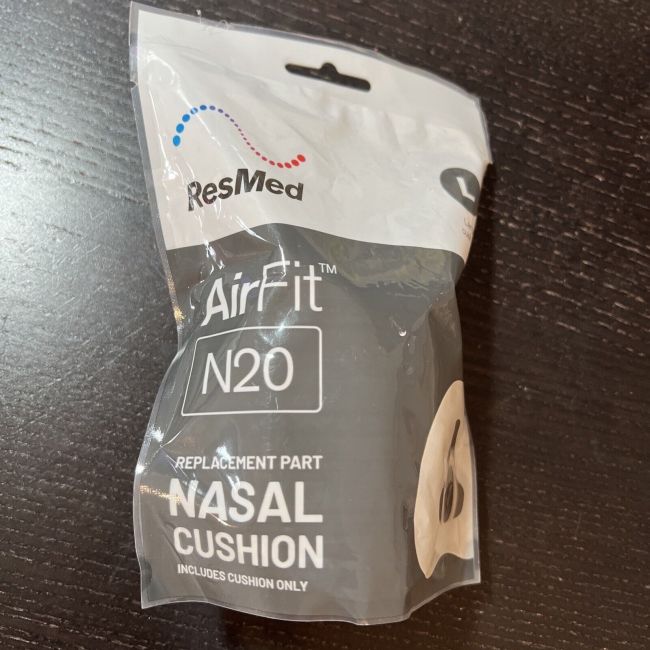 ResMed
L
AirFit™
N20
REPLACEMENT PART
NASAL
CUSHION
INCLUDES CUSHION ONLY